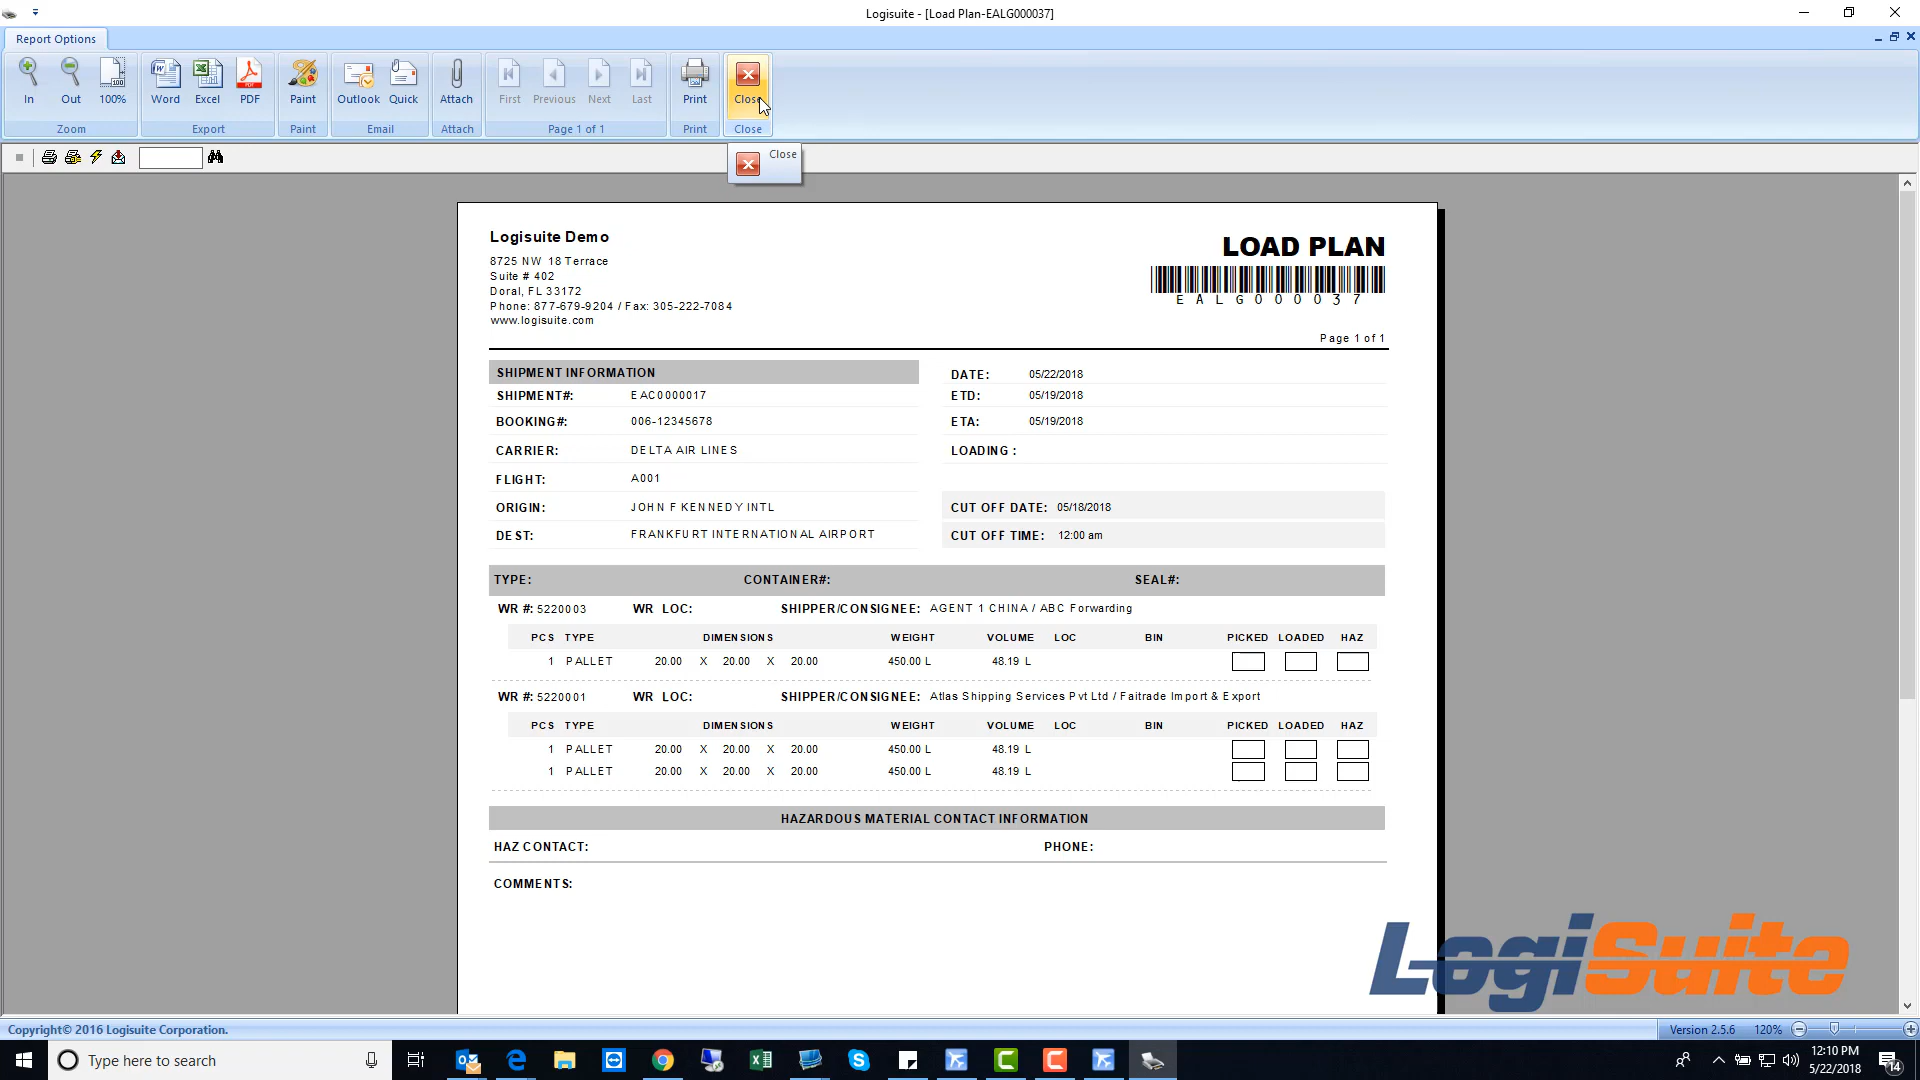 Logisuite - [Load Plan-EALG000037]
Report Options
In Out 100% Word Excel PDF Paint Outlook Quick Attach First Previous Next Last Print Close
Zoom Export Paint Email Attach Page 1 of 1 Print Close
Close
Logisuite Demo
LOAD PLAN
8725 NW 18 Terrace
Suite # 402
Doral, FL 33172
EALG000037
Phone: 877-679-9204 / Fax: 305-222-7084
www.logisuite.com
Page 1 of 1
SHIPMENT INFORMATION
DATE: 05/22/2018
SHIPMENT#: EAC0000017
ETD: 05/19/2018
BOOKING#: 006-12345678
ETA: 05/19/2018
CARRIER: DELTA AIR LINES
LOADING :
FLIGHT: A001
ORIGIN: JOHN F KENNEDY INTL
CUT OFF DATE: 05/18/2018
DEST: FRANKFURT INTERNATIONAL AIRPORT
CUT OFF TIME: 12:00 am
TYPE: CONTAINER#: SEAL#:
WR #: 5220003 WR LOC: SHIPPER/CONSIGNEE: AGENT 1 CHINA / ABC Forwarding
PCS TYPE DIMENSIONS WEIGHT VOLUME LOC BIN PICKED LOADED HAZ
1 PALLET 20.00 X 20.00 X 20.00 450.00 L 48.19 L
WR #: 5220001 WR LOC: SHIPPER/CONSIGNEE: Atlas Shipping Services Pvt Ltd / Faitrade Import & Export
PCS TYPE DIMENSIONS WEIGHT VOLUME LOC BIN PICKED LOADED HAZ
1 PALLET 20.00 X 20.00 X 20.00 450.00 L 48.19 L
1 PALLET 20.00 X 20.00 X 20.00 450.00 L 48.19 L
HAZARDOUS MATERIAL CONTACT INFORMATION
HAZ CONTACT: PHONE:
COMMENTS:
LogiSuite
Copyright© 2016 Logisuite Corporation.
Version 2.5.6 120%
Type here to search
12:10 PM
5/22/2018
14